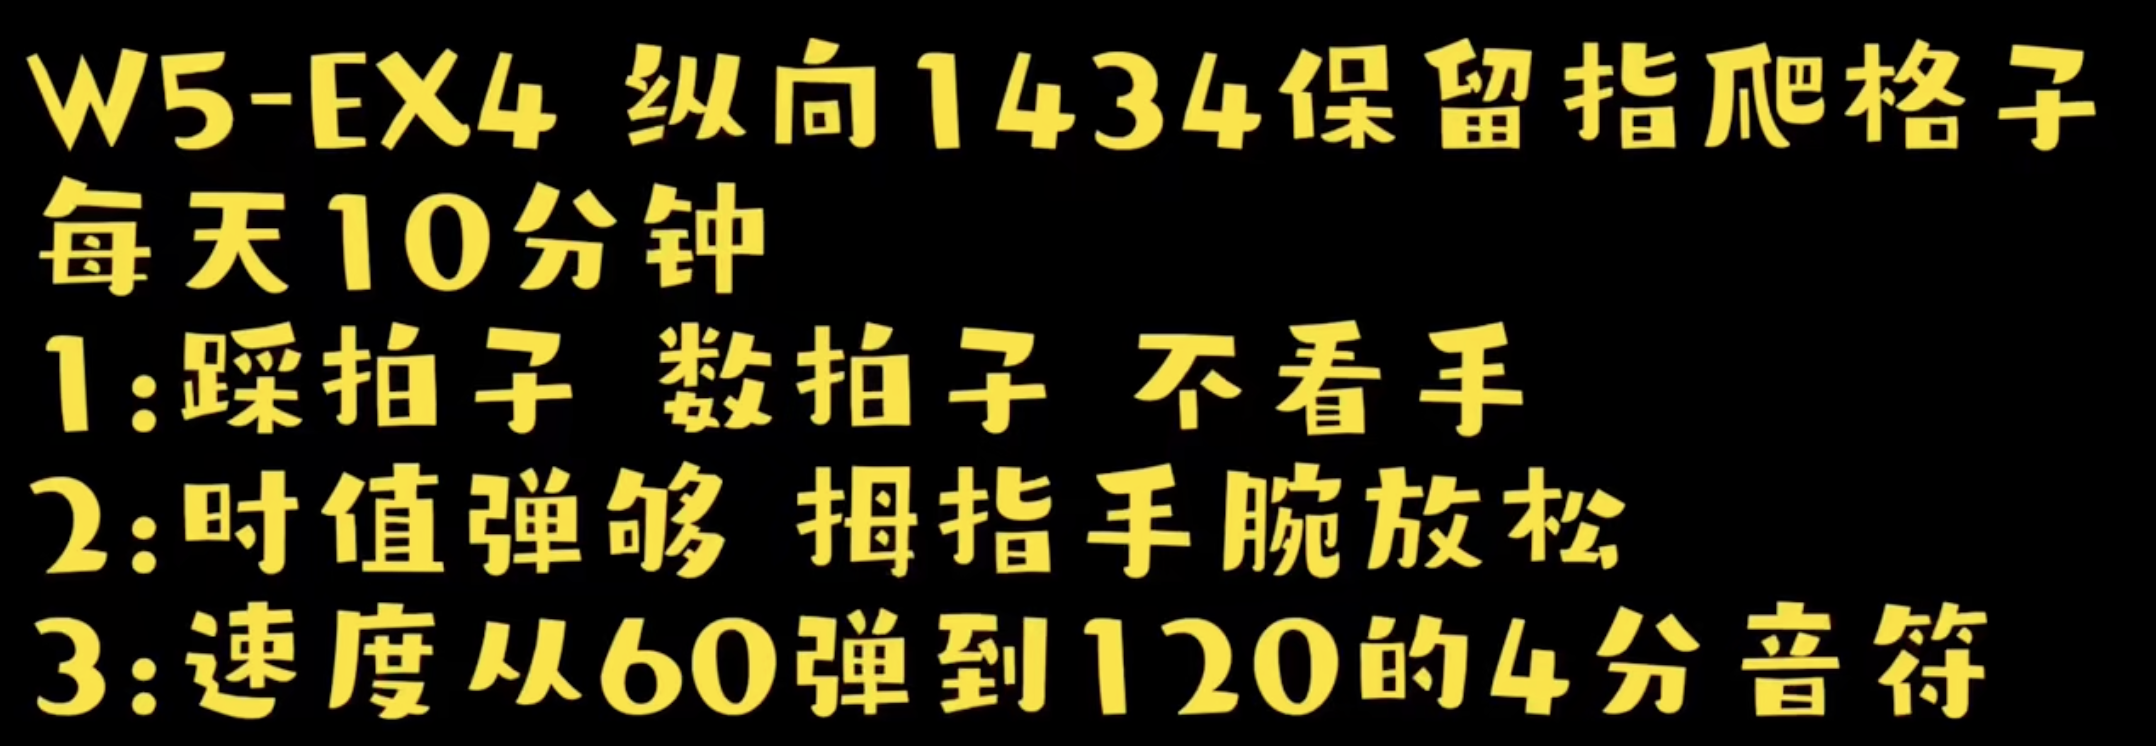 W5-EX4 纵向1434保留指爬格子
每天10分钟
1:踩拍子 数拍子 不看手
2:时值弹够 拇指手腕放松
3:速度从60弹到120的4分音符